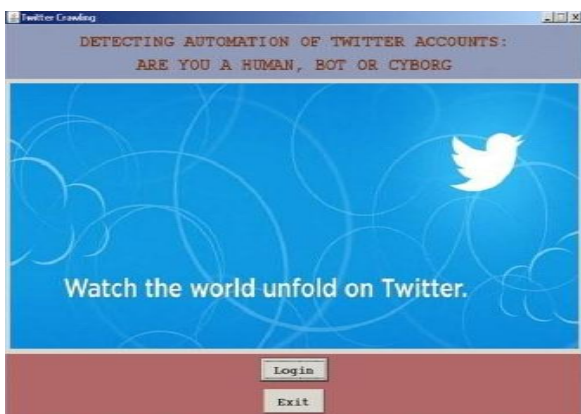 Twitter Crawling
DETECTING AUTOMATION OF TWITTER ACCOUNTS:
ARE YOU A HUMAN, BOT OR CYBORG
Watch the world unfold on Twitter.
Login
Exit